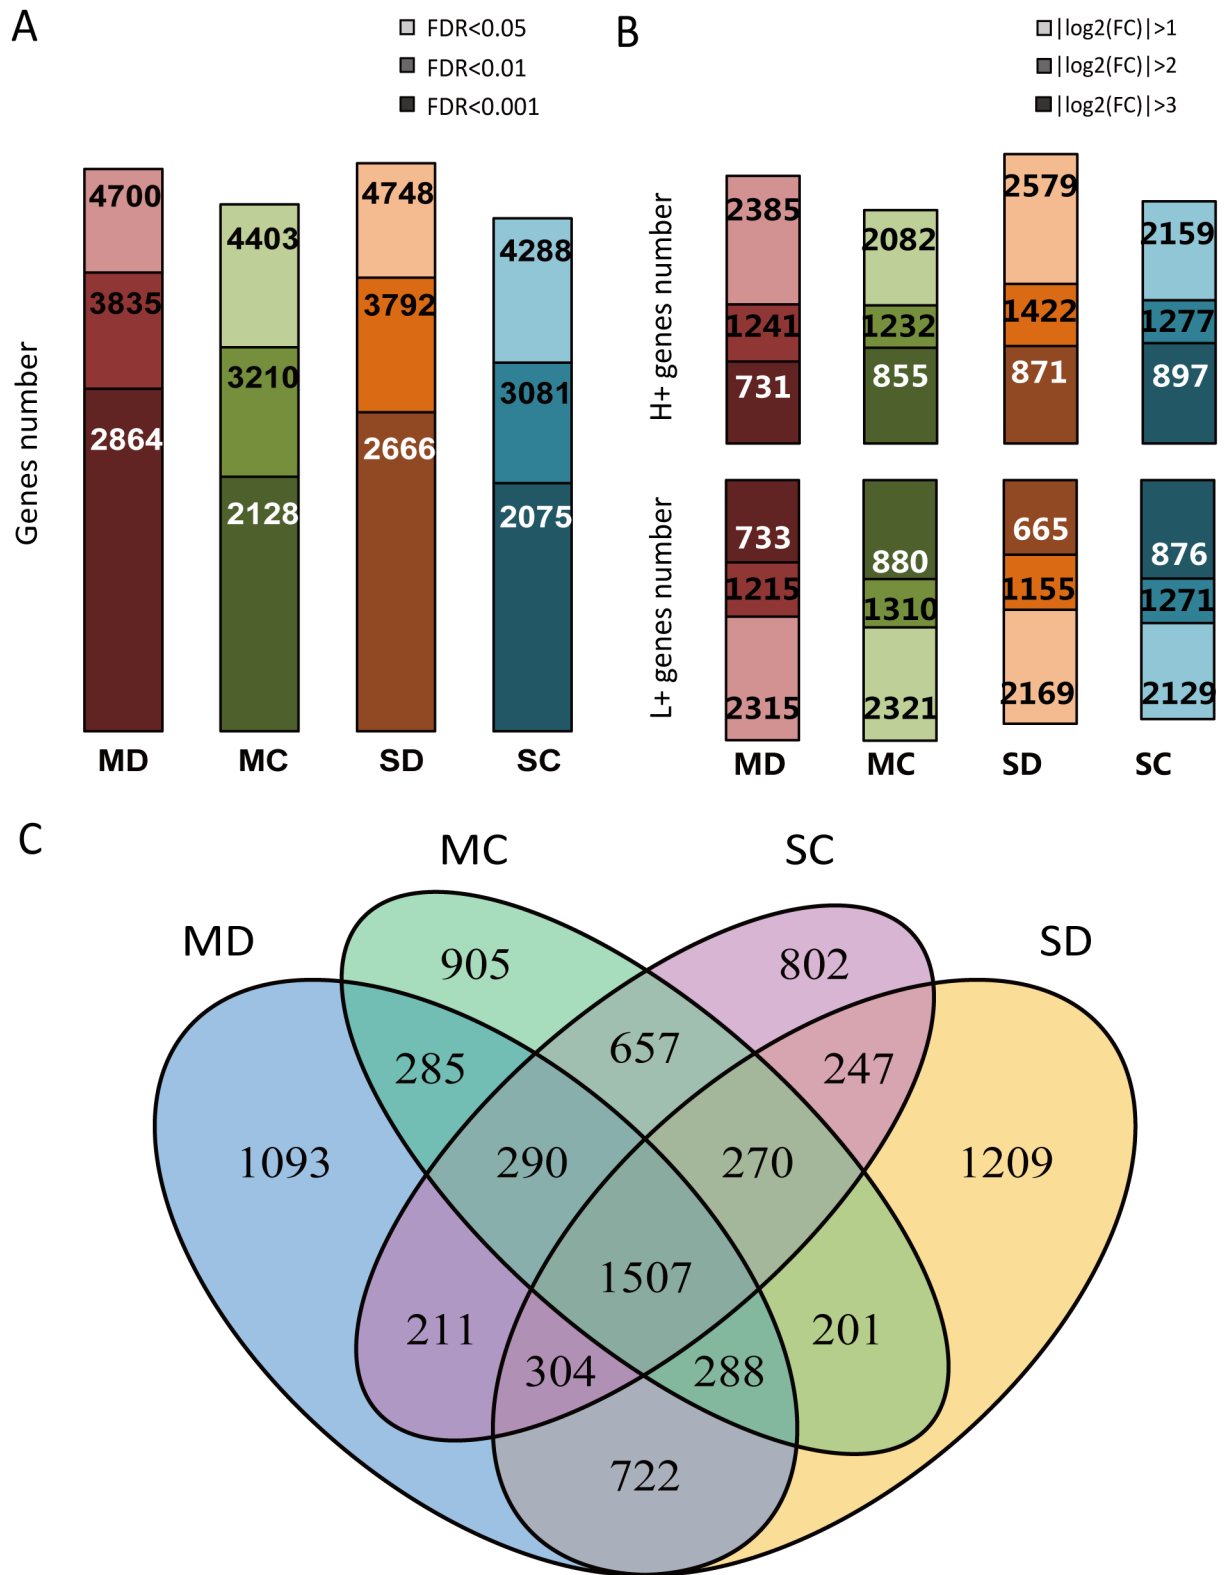 A
FDR<0.05
FDR<0.01
FDR<0.001
4700
4403
4748
4288
3835
3210
3792
3081
2864
2128
2666
2075
Genes number
MD MC SD SC
B
|log2(FC)|>1
|log2(FC)|>2
|log2(FC)|>3
H+ genes number
2385
2082
2579
2159
1241
1232
1422
1277
731
855
871
897
L+ genes number
733
880
665
876
1215
1310
1155
1271
2315
2321
2169
2129
MD MC SD SC
C
MC SC
MD SD
905 802
285 657 247
1093 290 270 1209
1507
211 201
304 288
722